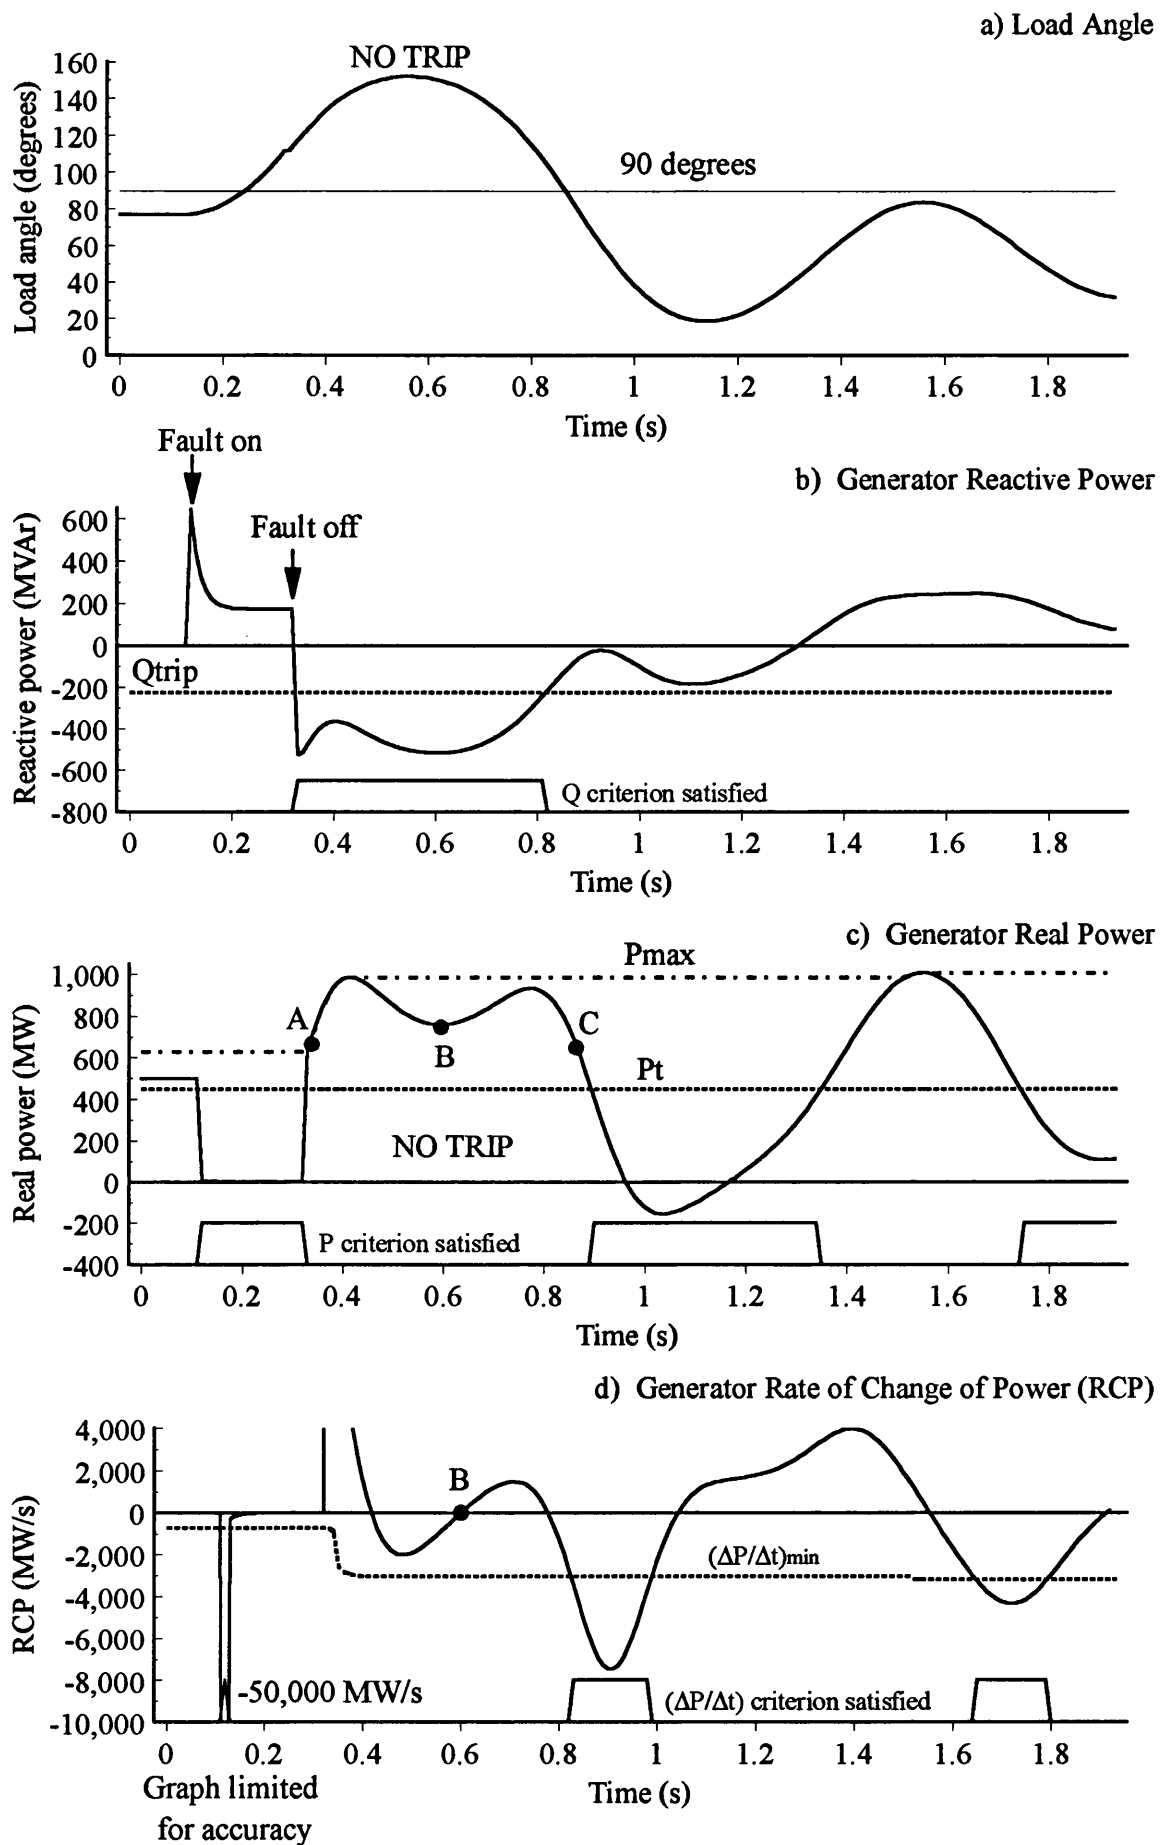 a) Load Angle
NO TRIP
90 degrees
Load angle (degrees)
160
140
120
100
80
60
40
20
0
0 0.2 0.4 0.6 0.8 1 1.2 1.4 1.6 1.8
Time (s)
b) Generator Reactive Power
Fault on
Fault off
Qtrip
Q criterion satisfied
Reactive power (MVAr)
600
400
200
0
-200
-400
-600
-800
0 0.2 0.4 0.6 0.8 1 1.2 1.4 1.6 1.8
Time (s)
c) Generator Real Power
Pmax
A
B
C
Pt
NO TRIP
P criterion satisfied
Real power (MW)
1,000
800
600
400
200
0
-200
-400
0 0.2 0.4 0.6 0.8 1 1.2 1.4 1.6 1.8
Time (s)
d) Generator Rate of Change of Power (RCP)
B
(ΔP/Δt)min
-50,000 MW/s
(ΔP/Δt) criterion satisfied
RCP (MW/s)
4,000
2,000
0
-2,000
-4,000
-6,000
-8,000
-10,000
0 0.2 0.4 0.6 0.8 1 1.2 1.4 1.6 1.8
Time (s)
Graph limited
for accuracy